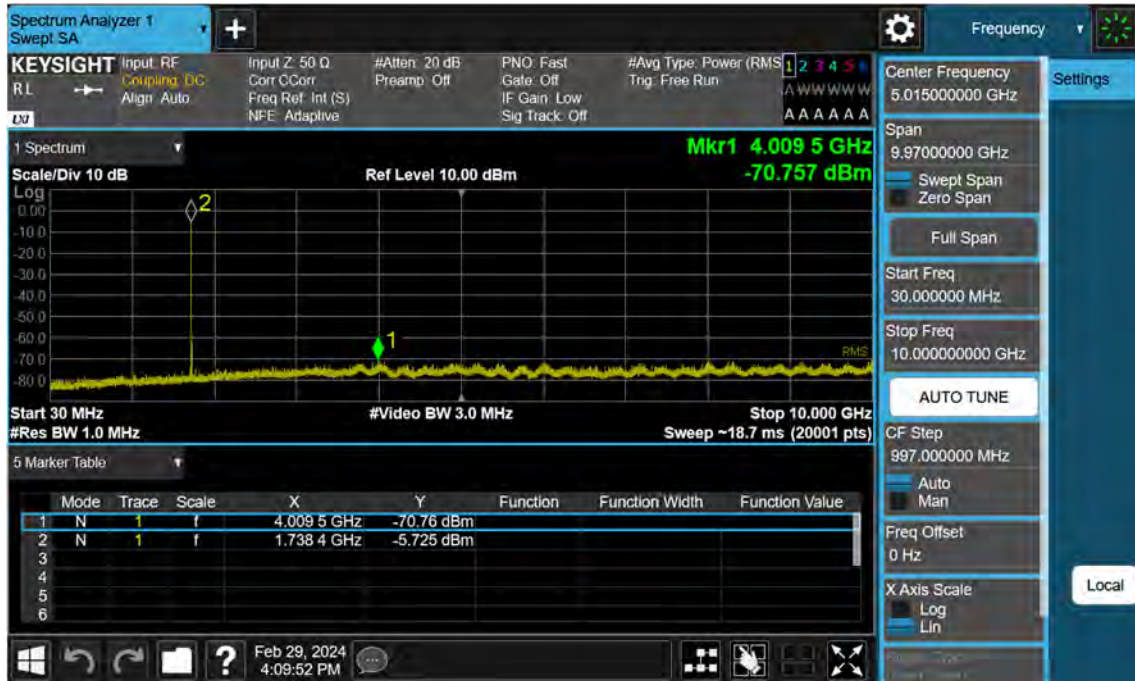 Spectrum Analyzer 1
Swept SA
+
Frequency
KEYSIGHT
RL
LXI
Input: RF
Coupling: DC
Align: Auto
Input Z: 50 Ω
Corr CCorr
Freq Ref: Int (S)
NFE: Adaptive
#Atten: 20 dB
Preamp: Off
PNO: Fast
Gate: Off
IF Gain: Low
Sig Track: Off
#Avg Type: Power (RMS
Trig: Free Run
1 2 3 4 5 6
A W W W W W
A A A A A A
1 Spectrum
Scale/Div 10 dB
Ref Level 10.00 dBm
Mkr1 4.009 5 GHz
-70.757 dBm
Log
0.00
-10.0
-20.0
-30.0
-40.0
-50.0
-60.0
-70.0
-80.0
2
1
RMS
Start 30 MHz
#Video BW 3.0 MHz
Stop 10.000 GHz
#Res BW 1.0 MHz
Sweep ~18.7 ms (20001 pts)
5 Marker Table
Mode Trace Scale X Y Function Function Width Function Value
1 N 1 f 4.009 5 GHz -70.76 dBm
2 N 1 f 1.738 4 GHz -5.725 dBm
3
4
5
6
?
Feb 29, 2024
4:09:52 PM
Center Frequency
5.015000000 GHz
Span
9.97000000 GHz
Swept Span
Zero Span
Full Span
Start Freq
30.000000 MHz
Stop Freq
10.000000000 GHz
AUTO TUNE
CF Step
997.000000 MHz
Auto
Man
Freq Offset
0 Hz
X Axis Scale
Log
Lin
Settings
Local